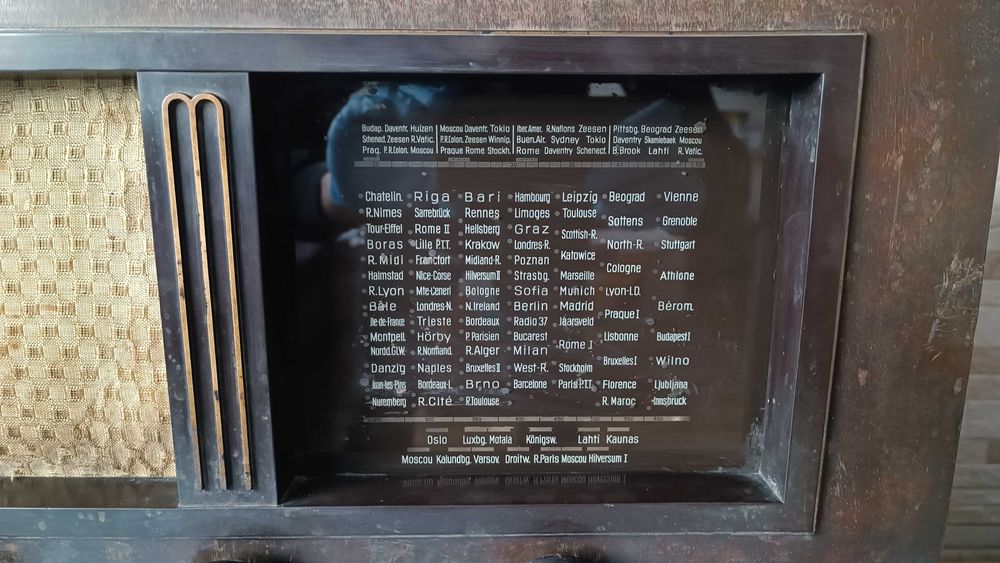 Budap. Daventr. Huizen | Moscou Daventr. Tokio | Iber.Amer. R.Nations Zeesen | Pittsbg. Beograd Zeesen
Schened. Zeesen R.Vatic. | P.R.Colon. Zeesen Winnig. | Buen.Air. Sydney Tokio | Daventry Skamlebaek Moscou
Prag. P.R.Colon. Moscou | Prague Rome Stockh. | Rome Daventry Schenect. | B.Brook Lahti R.Vatic.
Chatelin. Riga Bari Hambourg Leipzig Beograd Vienne
R.Nimes Sarrebrück Rennes Limoges Toulouse Sottens Grenoble
Tour-Eiffel Rome II Heilsberg Graz Scottish-R.
Boras Lille P.T.T. Krakow Londres-R. Katowice North-R. Stuttgart
R.Midi Francfort Midland-R. Poznan Cologne
Halmstad Nice-Corse Hilversum II Strasbg. Marseille Athlone
R.Lyon Mte-Ceneri Bologne Sofia Munich Lyon-L.D.
Bâle Londres-N. N.Ireland Berlin Madrid Praque I Bérom.
Ile de France Trieste Bordeaux Radio 37 Jaarsveld
Montpell. Hörby P.Parisien Bucarest Rome I Lisbonne Budapest I
Nordd.GLW. R.Normand. R.Alger Milan
Danzig Naples Bruxelles II West-R. Stockholm Bruxelles I Wilno
Juan-les-Pins Bordeaux-L. Brno Barcelone Paris P.T.T. Florence Ljubljana
Nuremberg R.Cité R.Toulouse R.Maroc Innsbruck
Oslo Luxbg. Motala Königsw. Lahti Kaunas
Moscou Kalundbg. Varsov. Droitw. R.Paris Moscou Hilversum I